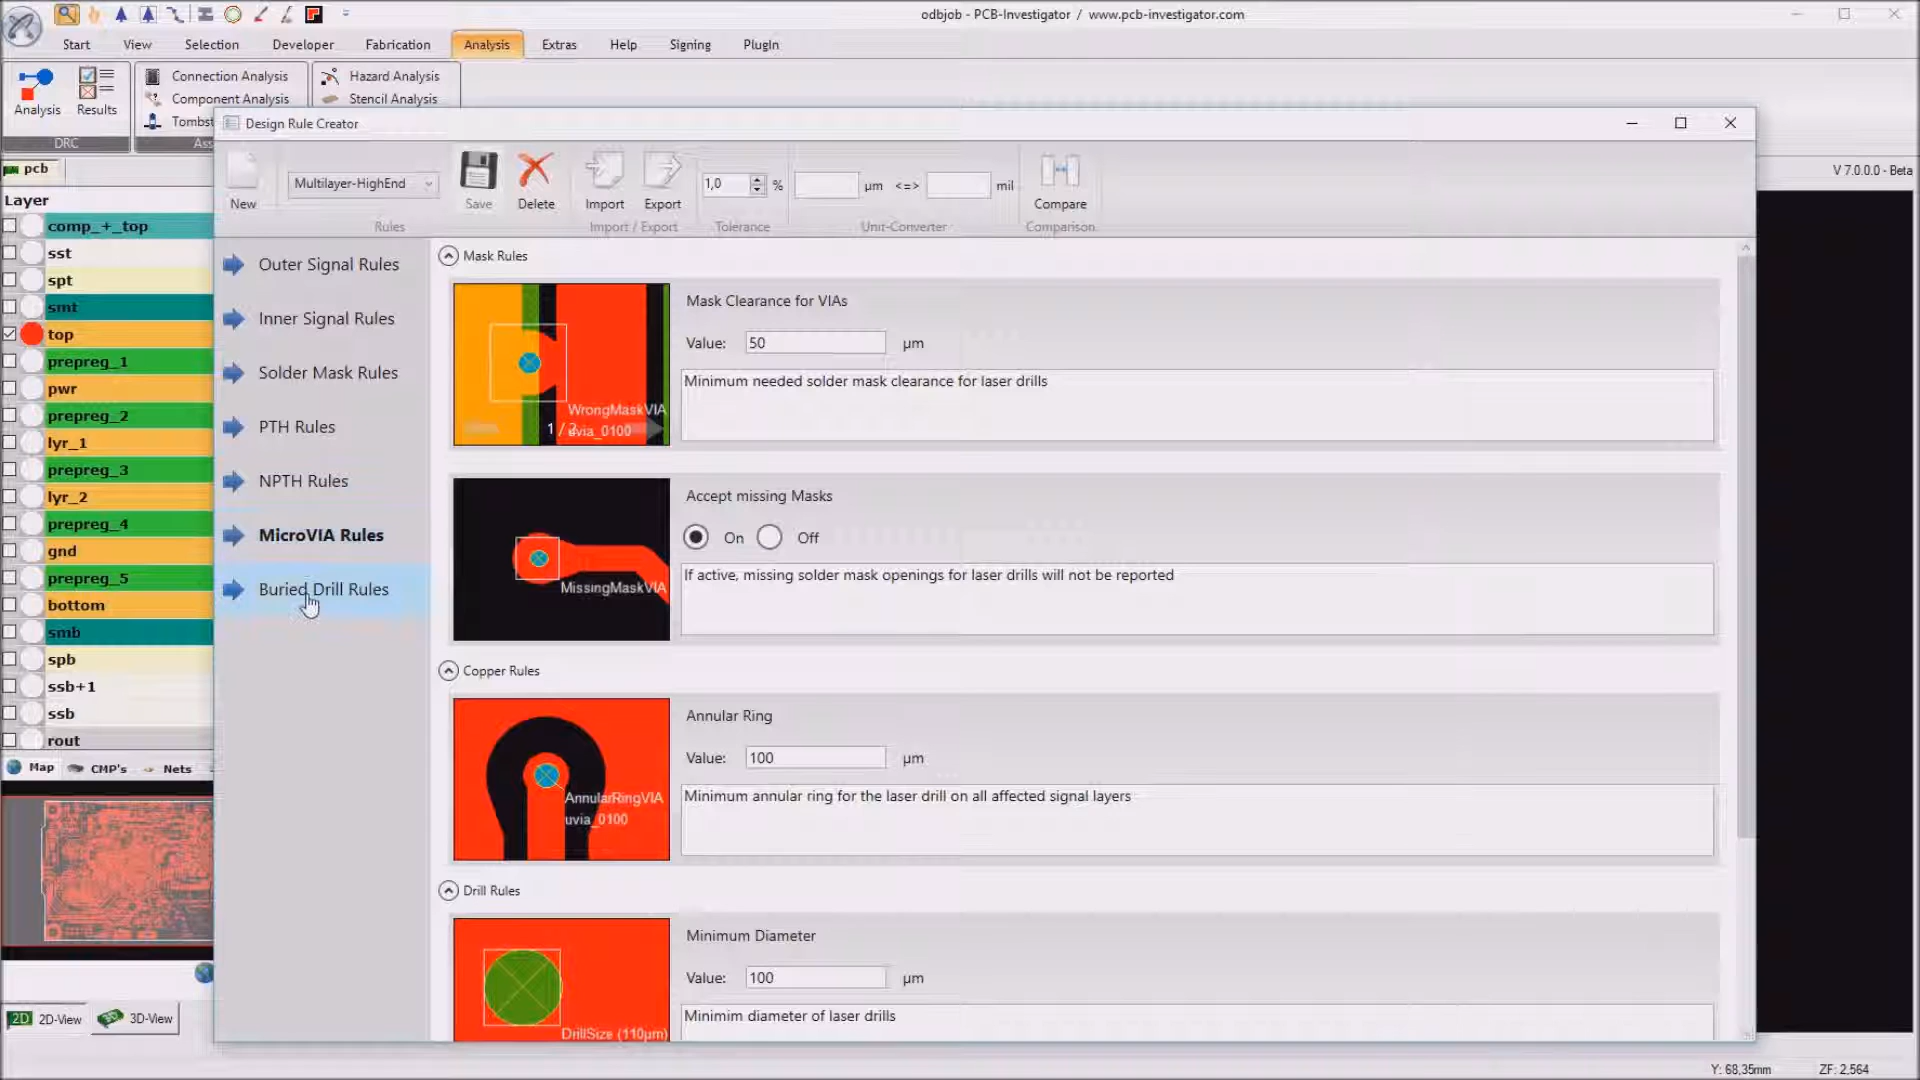 odbjob - PCB-Investigator / www.pcb-investigator.com
Start View Selection Developer Fabrication Analysis Extras Help Signing PlugIn
Connection Analysis
Hazard Analysis
Component Analysis
Stencil Analysis
Analysis Results
Tombst
DRC
Ass
Design Rule Creator
pcb
V 7.0.0.0 - Beta
New
Multilayer-HighEnd
Save
Delete
Import
Export
1,0 %
µm <=> mil
Compare
Rules
Import / Export
Tolerance
Unit-Converter
Comparison
Layer
comp_+_top
sst
spt
smt
top
prepreg_1
pwr
prepreg_2
lyr_1
prepreg_3
lyr_2
prepreg_4
gnd
prepreg_5
bottom
smb
spb
ssb+1
ssb
rout
Map CMP's Nets
2D 2D-View 3D-View
Outer Signal Rules
Inner Signal Rules
Solder Mask Rules
PTH Rules
NPTH Rules
MicroVIA Rules
Buried Drill Rules
Mask Rules
Mask Clearance for VIAs
Value: 50 µm
Minimum needed solder mask clearance for laser drills
WrongMaskVIA
uvia_0100
1 / 2
Accept missing Masks
On Off
If active, missing solder mask openings for laser drills will not be reported
MissingMaskVIA
Copper Rules
Annular Ring
Value: 100 µm
Minimum annular ring for the laser drill on all affected signal layers
AnnularRingVIA
uvia_0100
Drill Rules
Minimum Diameter
Value: 100 µm
Minimim diameter of laser drills
DrillSize (110µm)
Y: 68,35mm ZF: 2,564